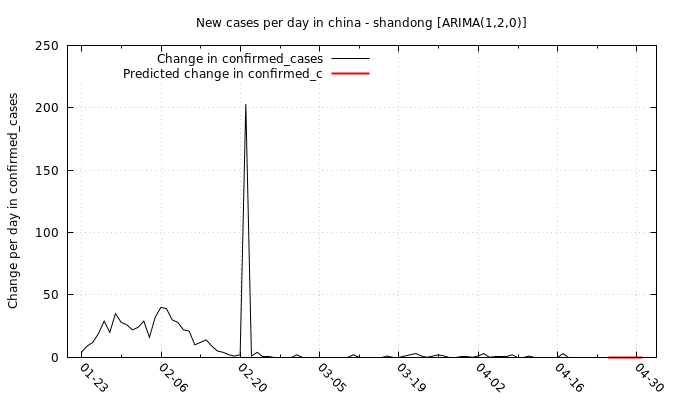 New cases per day in china - shandong [ARIMA(1,2,0)]
Change in confirmed_cases
Predicted change in confirmed_c
Change per day in confirmed_cases
250
200
150
100
50
0
01-23 02-06 02-20 03-05 03-19 04-02 04-16 04-30